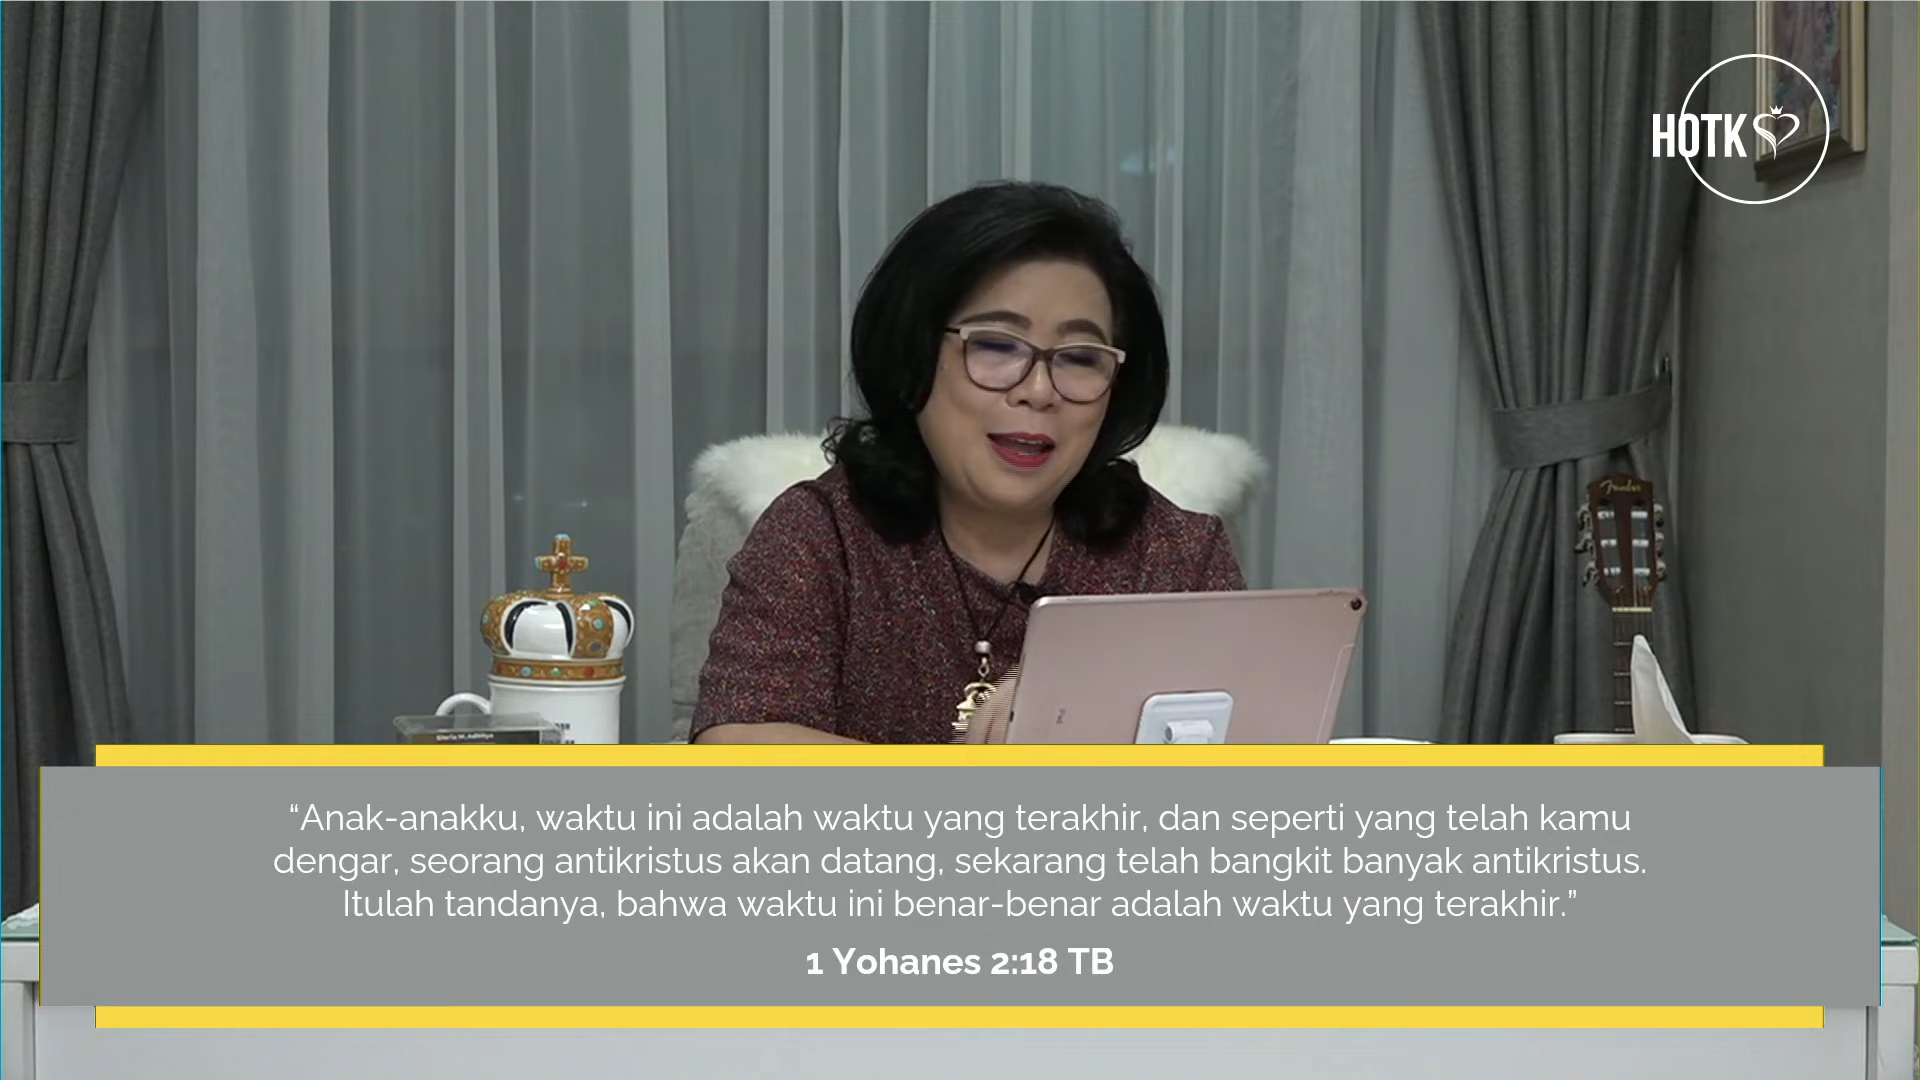 HOTK
Fender
iPad
“Anak-anakku, waktu ini adalah waktu yang terakhir, dan seperti yang telah kamu
dengar, seorang antikristus akan datang, sekarang telah bangkit banyak antikristus.
Itulah tandanya, bahwa waktu ini benar-benar adalah waktu yang terakhir.”
1 Yohanes 2:18 TB